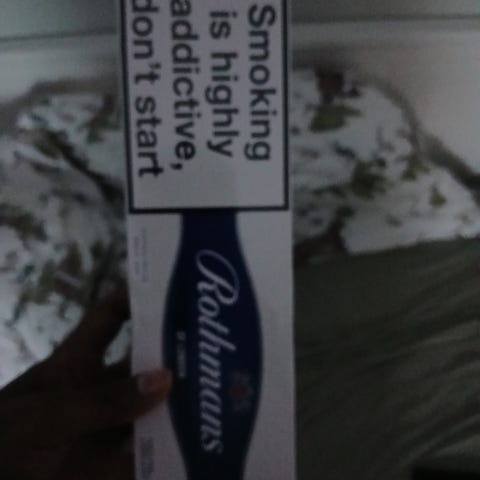 Smoking
is highly
addictive,
don't start
Rothmans